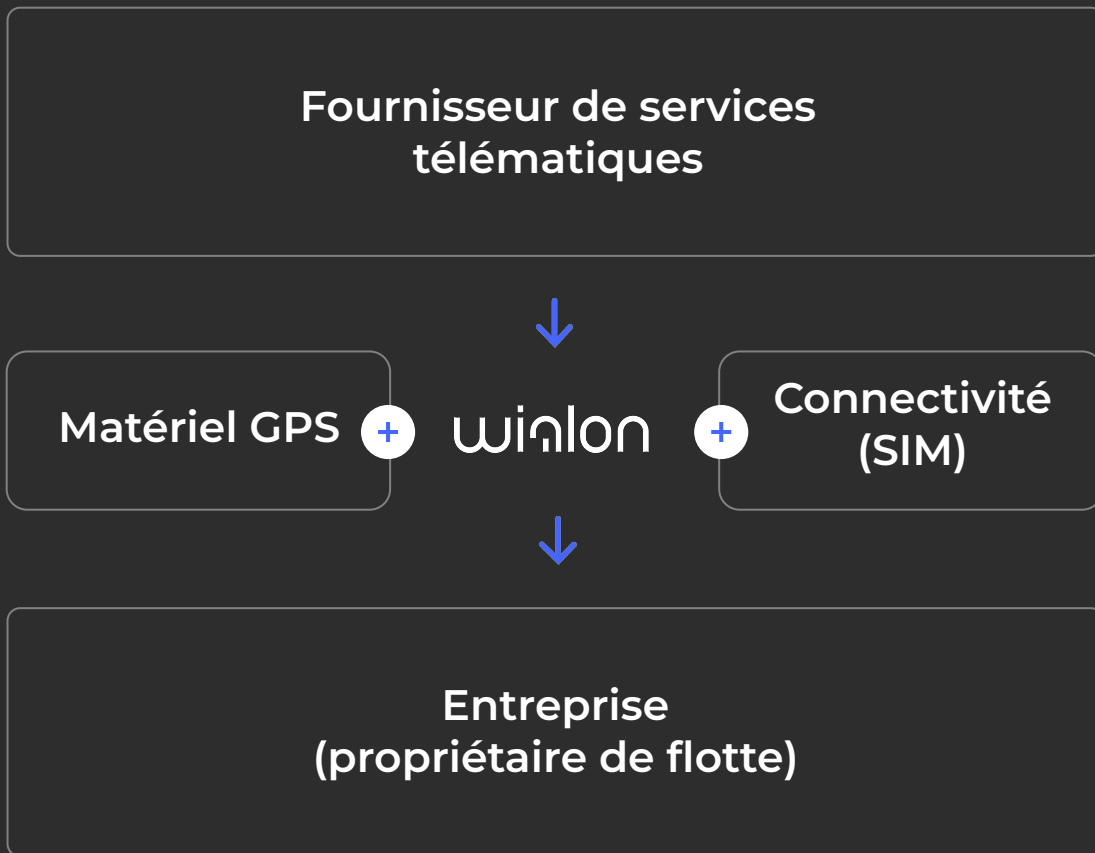 Fournisseur de services
télématiques
Matériel GPS
+
wialon
+
Connectivité
(SIM)
Entreprise
(propriétaire de flotte)